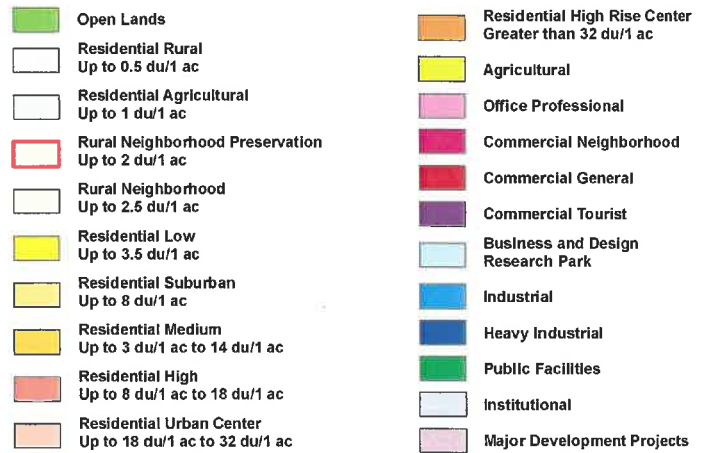 Open Lands
Residential Rural
Up to 0.5 du/1 ac
Residential Agricultural
Up to 1 du/1 ac
Rural Neighborhood Preservation
Up to 2 du/1 ac
Rural Neighborhood
Up to 2.5 du/1 ac
Residential Low
Up to 3.5 du/1 ac
Residential Suburban
Up to 8 du/1 ac
Residential Medium
Up to 3 du/1 ac to 14 du/1 ac
Residential High
Up to 8 du/1 ac to 18 du/1 ac
Residential Urban Center
Up to 18 du/1 ac to 32 du/1 ac
Residential High Rise Center
Greater than 32 du/1 ac
Agricultural
Office Professional
Commercial Neighborhood
Commercial General
Commercial Tourist
Business and Design
Research Park
Industrial
Heavy Industrial
Public Facilities
Institutional
Major Development Projects